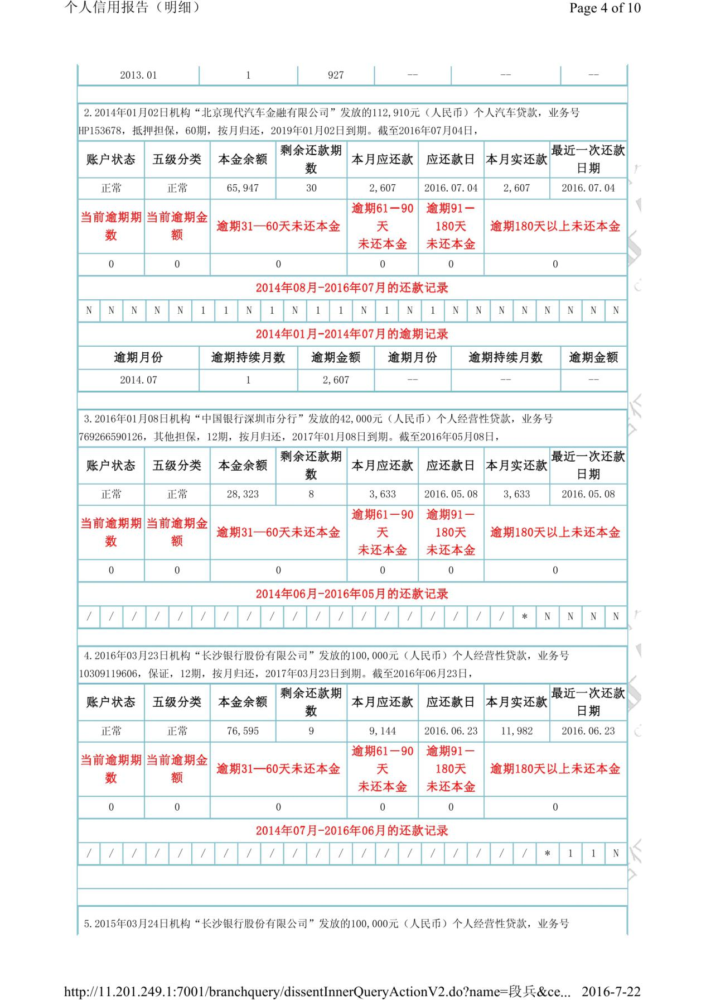 个人信用报告（明细） Page 4 of 10
2013.01 1 927 -- -- --
2.2014年01月02日机构“北京现代汽车金融有限公司”发放的112,910元（人民币）个人汽车贷款，业务号
HP153678，抵押担保，60期，按月归还，2019年01月02日到期。截至2016年07月04日，
账户状态 五级分类 本金余额 剩余还款期数 本月应还款 应还款日 本月实还款 最近一次还款日期
正常 正常 65,947 30 2,607 2016.07.04 2,607 2016.07.04
当前逾期期数 当前逾期金额 逾期31—60天未还本金 逾期61－90天未还本金 逾期91－180天未还本金 逾期180天以上未还本金
0 0 0 0 0 0
2014年08月-2016年07月的还款记录
N N N N N 1 1 N 1 N 1 1 N 1 N 1 N N N N N N N N
2014年01月-2014年07月的逾期记录
逾期月份 逾期持续月数 逾期金额 逾期月份 逾期持续月数 逾期金额
2014.07 1 2,607 -- -- --
3.2016年01月08日机构“中国银行深圳市分行”发放的42,000元（人民币）个人经营性贷款，业务号
769266590126，其他担保，12期，按月归还，2017年01月08日到期。截至2016年05月08日，
账户状态 五级分类 本金余额 剩余还款期数 本月应还款 应还款日 本月实还款 最近一次还款日期
正常 正常 28,323 8 3,633 2016.05.08 3,633 2016.05.08
当前逾期期数 当前逾期金额 逾期31—60天未还本金 逾期61－90天未还本金 逾期91－180天未还本金 逾期180天以上未还本金
0 0 0 0 0 0
2014年06月-2016年05月的还款记录
/ / / / / / / / / / / / / / / / / / / * N N N N
4.2016年03月23日机构“长沙银行股份有限公司”发放的100,000元（人民币）个人经营性贷款，业务号
10309119606，保证，12期，按月归还，2017年03月23日到期。截至2016年06月23日，
账户状态 五级分类 本金余额 剩余还款期数 本月应还款 应还款日 本月实还款 最近一次还款日期
正常 正常 76,595 9 9,144 2016.06.23 11,982 2016.06.23
当前逾期期数 当前逾期金额 逾期31—60天未还本金 逾期61－90天未还本金 逾期91－180天未还本金 逾期180天以上未还本金
0 0 0 0 0 0
2014年07月-2016年06月的还款记录
/ / / / / / / / / / / / / / / / / / / / * 1 1 N
5.2015年03月24日机构“长沙银行股份有限公司”发放的100,000元（人民币）个人经营性贷款，业务号
http://11.201.249.1:7001/branchquery/dissentInnerQueryActionV2.do?name=段兵&ce... 2016-7-22